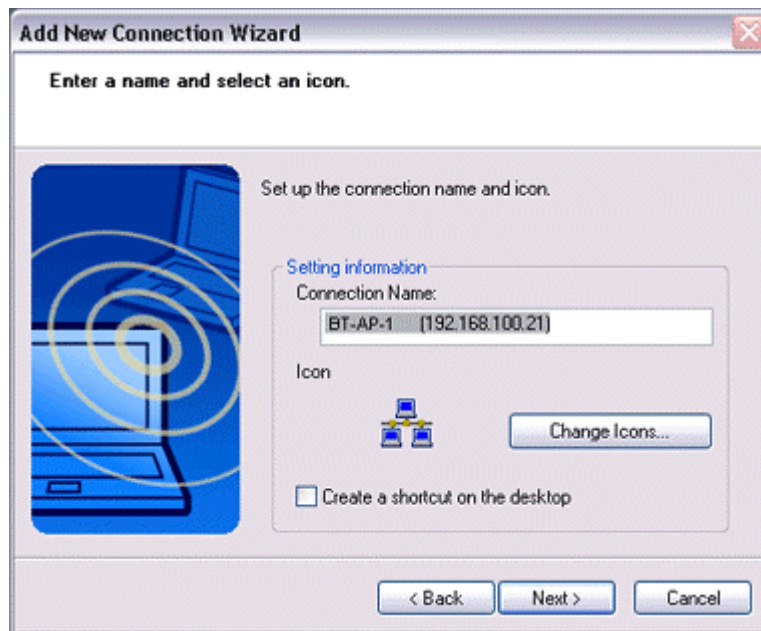 Add New Connection Wizard
Enter a name and select an icon.
Set up the connection name and icon.
Setting information
Connection Name:
BT-AP-1 (192.168.100.21)
Icon
Change Icons...
Create a shortcut on the desktop
< Back
Next >
Cancel